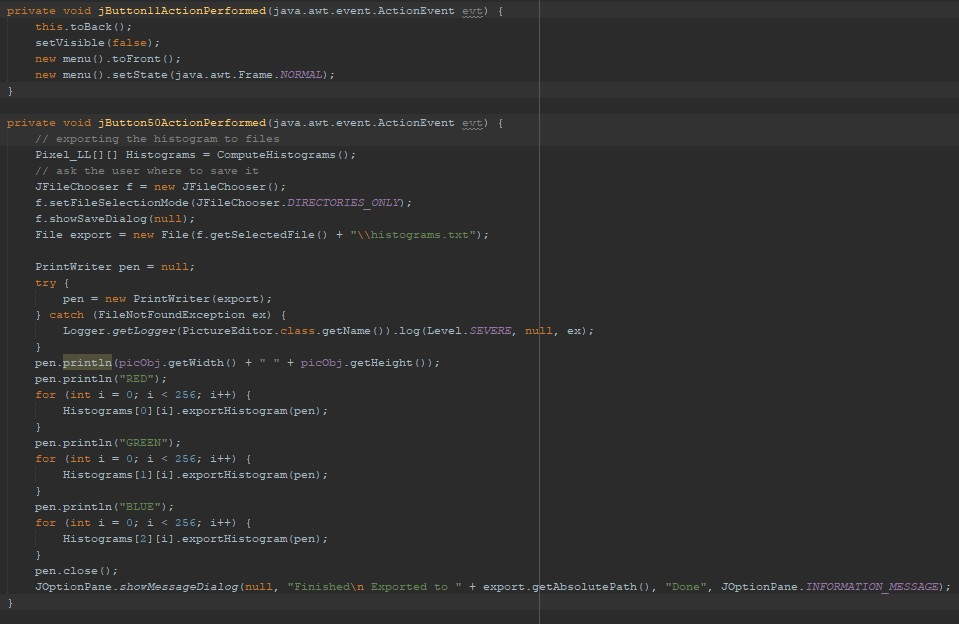 private void jButton11ActionPerformed(java.awt.event.ActionEvent evt) {
    this.toBack();
    setVisible(false);
    new menu().toFront();
    new menu().setState(java.awt.Frame.NORMAL);
}
private void jButton50ActionPerformed(java.awt.event.ActionEvent evt) {
    // exporting the histogram to files
    Pixel_LL[][] Histograms = ComputeHistograms();
    // ask the user where to save it
    JFileChooser f = new JFileChooser();
    f.setFileSelectionMode(JFileChooser.DIRECTORIES_ONLY);
    f.showSaveDialog(null);
    File export = new File(f.getSelectedFile() + "\\histograms.txt");
    PrintWriter pen = null;
    try {
        pen = new PrintWriter(export);
    } catch (FileNotFoundException ex) {
        Logger.getLogger(PictureEditor.class.getName()).log(Level.SEVERE, null, ex);
    }
    pen.println(picObj.getWidth() + " " + picObj.getHeight());
    pen.println("RED");
    for (int i = 0; i < 256; i++) {
        Histograms[0][i].exportHistogram(pen);
    }
    pen.println("GREEN");
    for (int i = 0; i < 256; i++) {
        Histograms[1][i].exportHistogram(pen);
    }
    pen.println("BLUE");
    for (int i = 0; i < 256; i++) {
        Histograms[2][i].exportHistogram(pen);
    }
    pen.close();
    JOptionPane.showMessageDialog(null, "Finished\n Exported to " + export.getAbsolutePath(), "Done", JOptionPane.INFORMATION_MESSAGE);
}